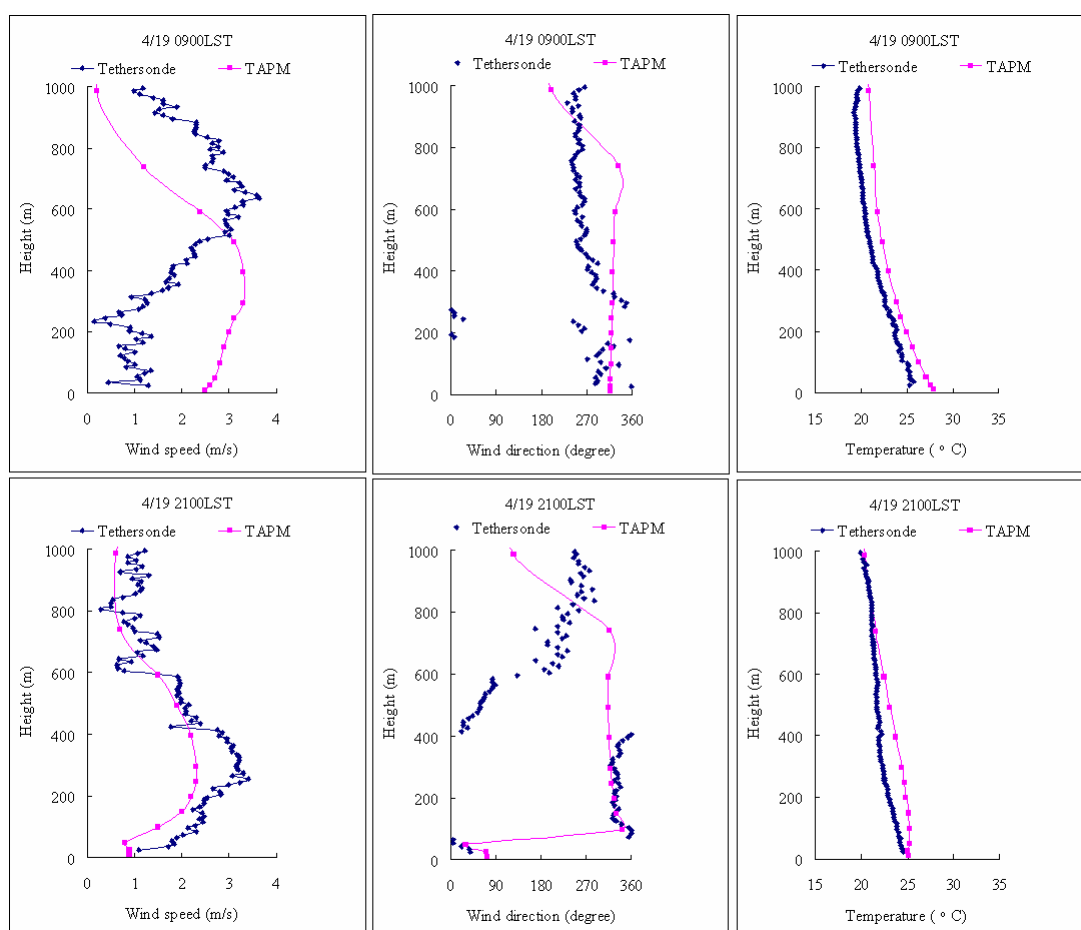 4/19 0900LST
Tethersonde TAPM
1000
800
600
400
200
0
Height (m)
0 1 2 3 4
Wind speed (m/s)
4/19 0900LST
Tethersonde TAPM
1000
800
600
400
200
0
Height (m)
0 90 180 270 360
Wind direction (degree)
4/19 0900LST
Tethersonde TAPM
1000
800
600
400
200
0
Height (m)
15 20 25 30 35
Temperature ( ° C)
4/19 2100LST
Tethersonde TAPM
1000
800
600
400
200
0
Height (m)
0 1 2 3 4
Wind speed (m/s)
4/19 2100LST
Tethersonde TAPM
1000
800
600
400
200
0
Height (m)
0 90 180 270 360
Wind direction (degree)
4/19 2100LST
Tethersonde TAPM
1000
800
600
400
200
0
Height (m)
15 20 25 30 35
Temperature ( ° C)